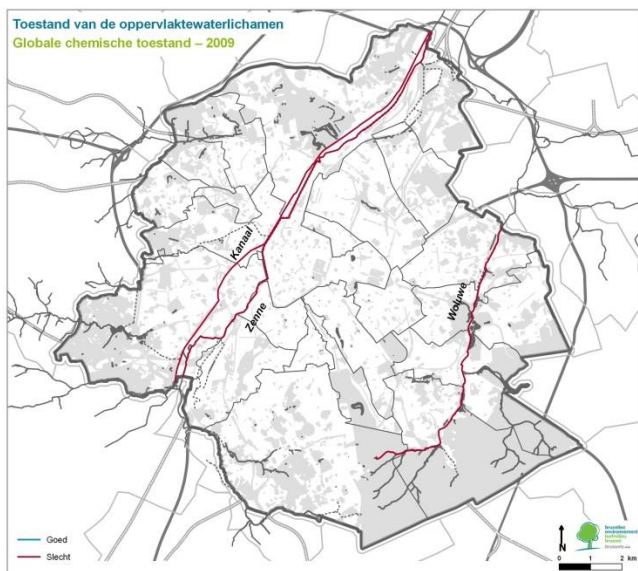 Toestand van de oppervlaktewaterlichamen
Globale chemische toestand – 2009
Kanaal
Zenne
Woluwe
Goed
Slecht
N
0 1 2 km